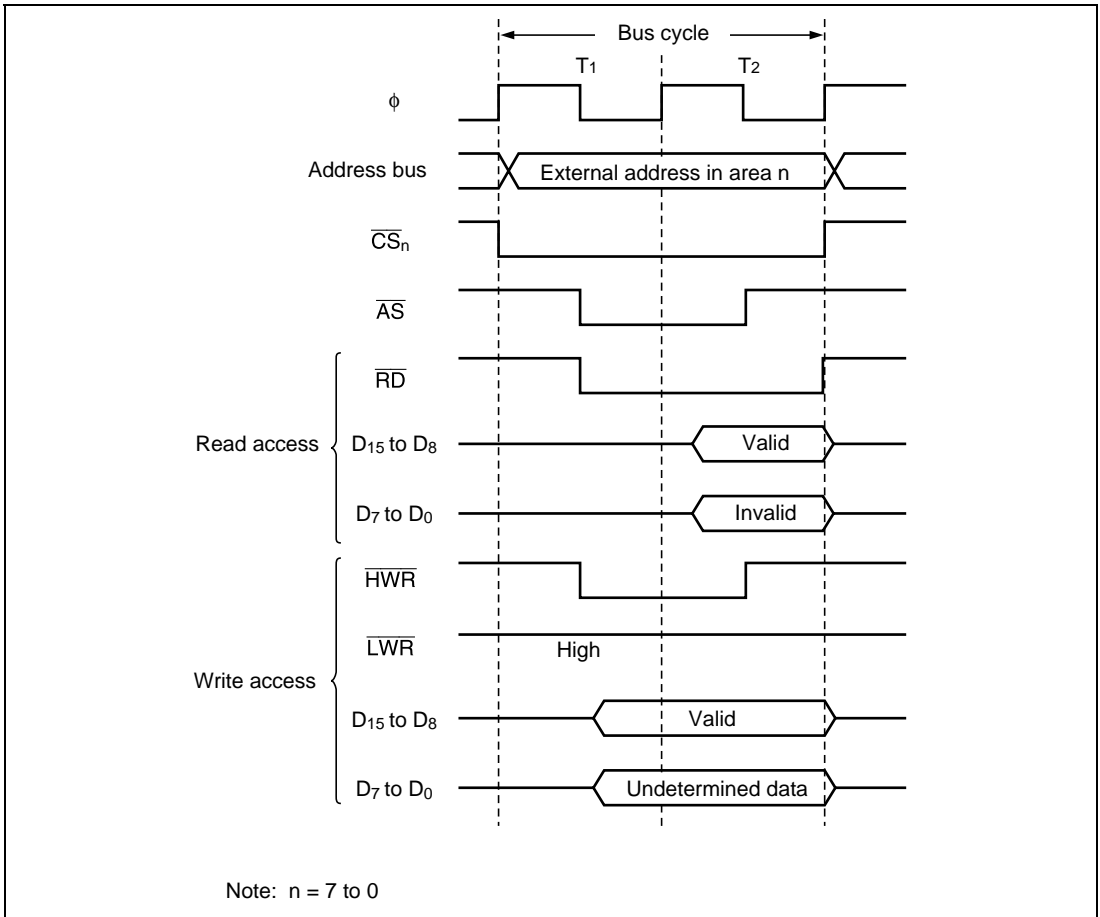 Bus cycle
T1 T2
φ
Address bus External address in area n
CSn
AS
RD
Read access D15 to D8 Valid
D7 to D0 Invalid
HWR
LWR High
Write access
D15 to D8 Valid
D7 to D0 Undetermined data
Note: n = 7 to 0